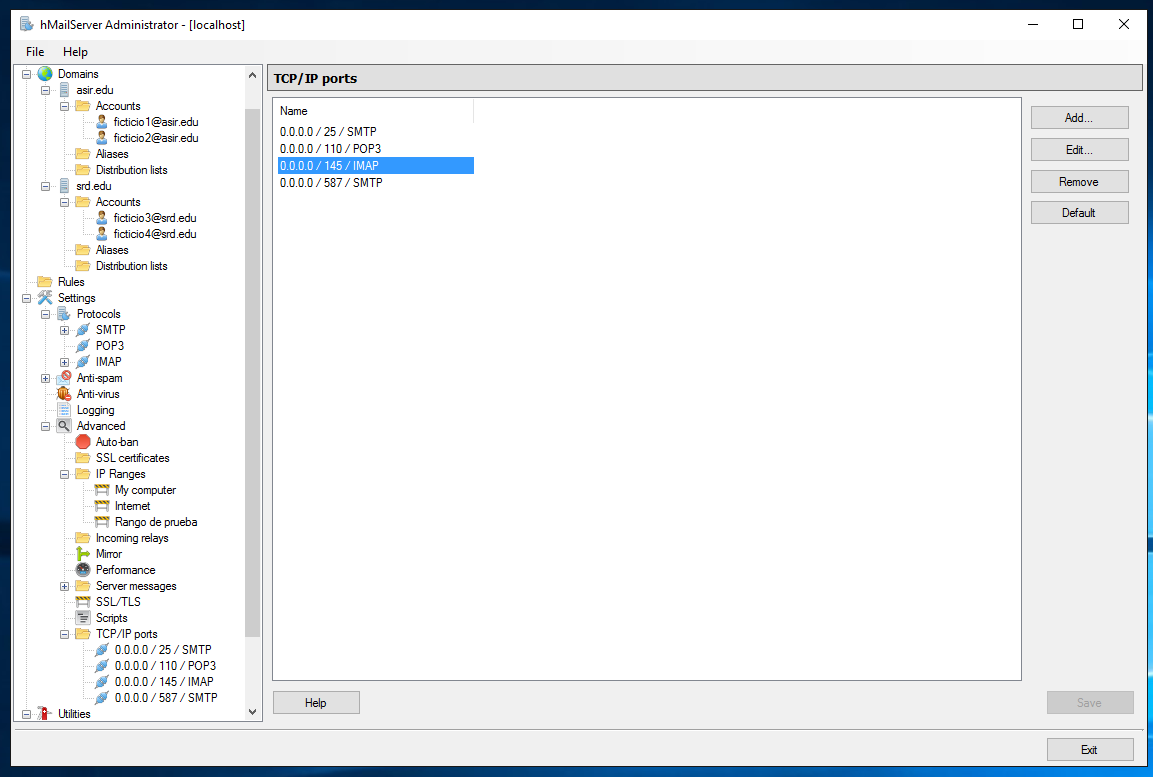 hMailServer Administrator - [localhost]
File Help
Domains
asir.edu
Accounts
ficticio1@asir.edu
ficticio2@asir.edu
Aliases
Distribution lists
srd.edu
Accounts
ficticio3@srd.edu
ficticio4@srd.edu
Aliases
Distribution lists
Rules
Settings
Protocols
SMTP
POP3
IMAP
Anti-spam
Anti-virus
Logging
Advanced
Auto-ban
SSL certificates
IP Ranges
My computer
Internet
Rango de prueba
Incoming relays
Mirror
Performance
Server messages
SSL/TLS
Scripts
TCP/IP ports
0.0.0.0 / 25 / SMTP
0.0.0.0 / 110 / POP3
0.0.0.0 / 145 / IMAP
0.0.0.0 / 587 / SMTP
Utilities
TCP/IP ports
Name
0.0.0.0 / 25 / SMTP
0.0.0.0 / 110 / POP3
0.0.0.0 / 145 / IMAP
0.0.0.0 / 587 / SMTP
Add...
Edit...
Remove
Default
Help
Save
Exit